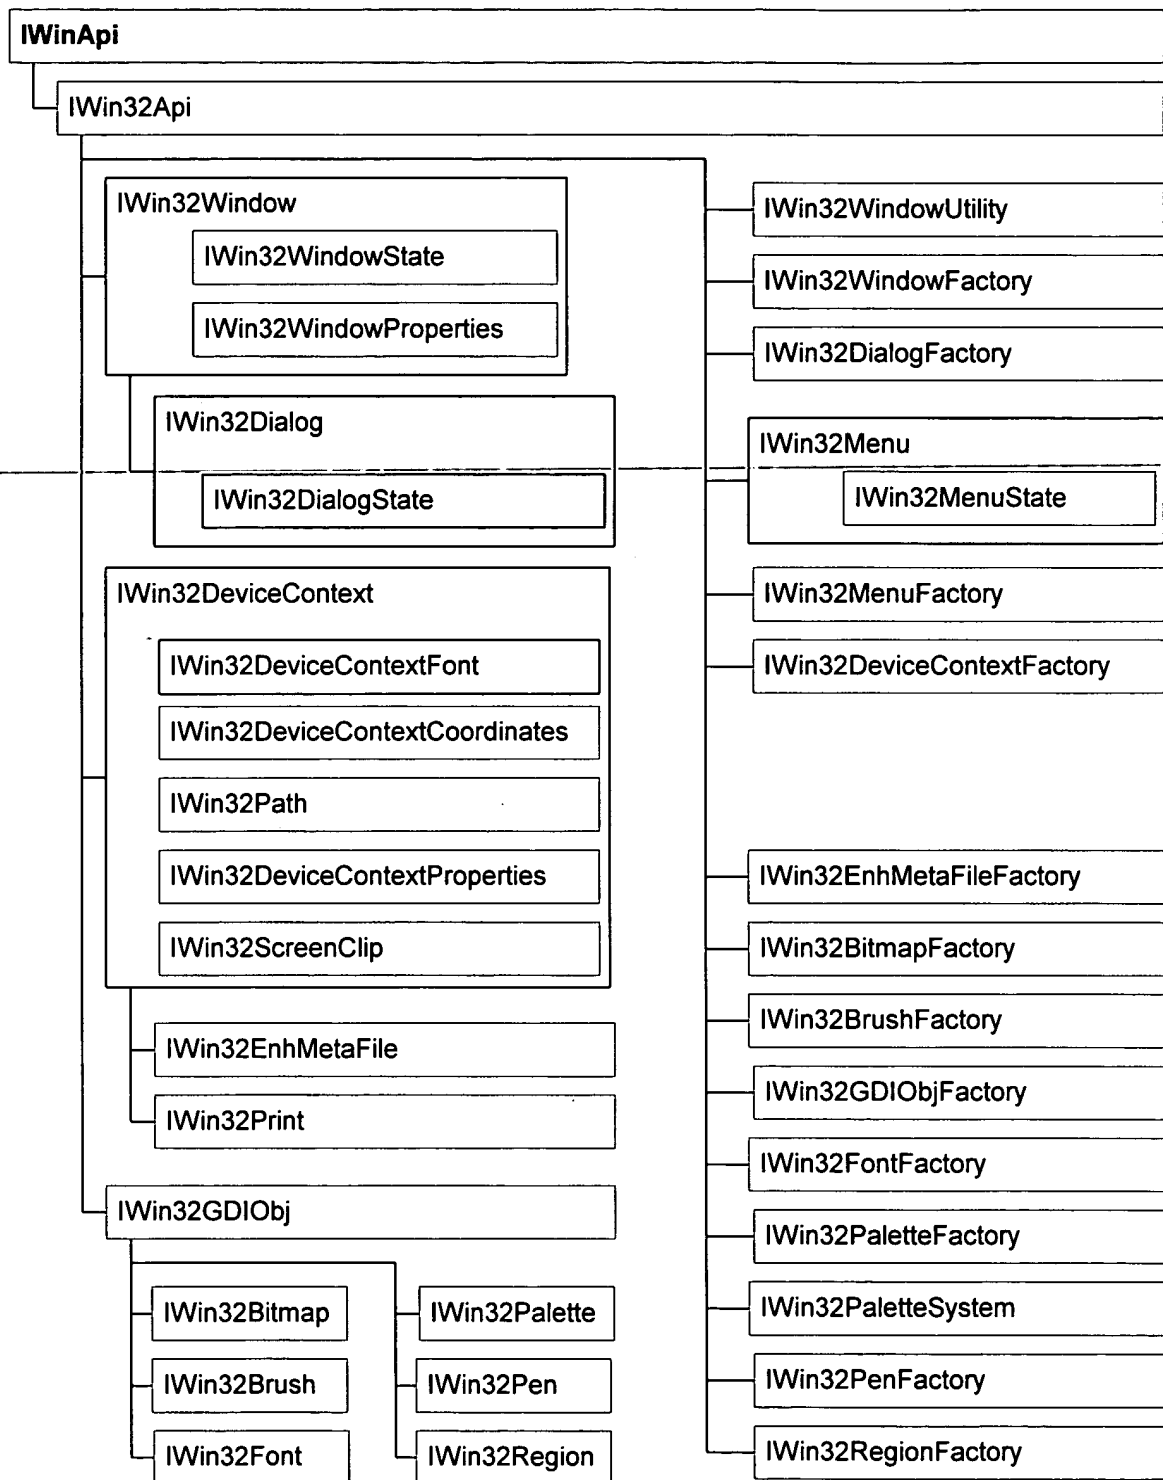 IWinApi
IWin32Api
IWin32Window
IWin32WindowState
IWin32WindowProperties
IWin32Dialog
IWin32DialogState
IWin32DeviceContext
IWin32DeviceContextFont
IWin32DeviceContextCoordinates
IWin32Path
IWin32DeviceContextProperties
IWin32ScreenClip
IWin32EnhMetaFile
IWin32Print
IWin32GDIObj
IWin32Bitmap
IWin32Brush
IWin32Font
IWin32Palette
IWin32Pen
IWin32Region
IWin32WindowUtility
IWin32WindowFactory
IWin32DialogFactory
IWin32Menu
IWin32MenuState
IWin32MenuFactory
IWin32DeviceContextFactory
IWin32EnhMetaFileFactory
IWin32BitmapFactory
IWin32BrushFactory
IWin32GDIObjFactory
IWin32FontFactory
IWin32PaletteFactory
IWin32PaletteSystem
IWin32PenFactory
IWin32RegionFactory